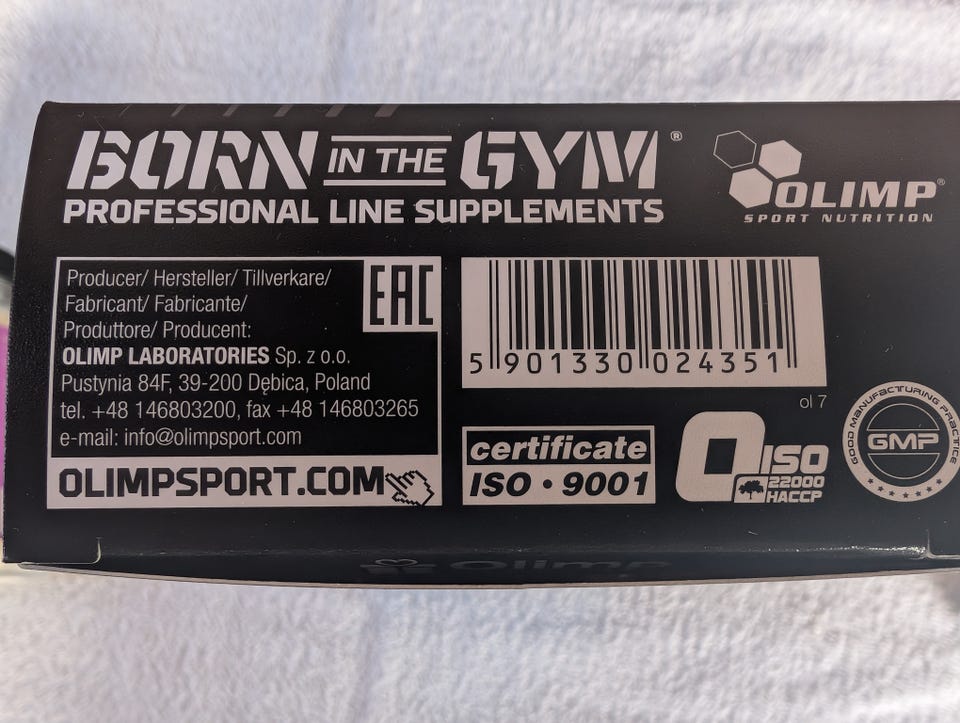 BORN IN THE GYM®
PROFESSIONAL LINE SUPPLEMENTS
OLIMP®
SPORT NUTRITION
Producer/ Hersteller/ Tillverkare/
Fabricant/ Fabricante/
Produttore/ Producent:
OLIMP LABORATORIES Sp. z o.o.
Pustynia 84F, 39-200 Dębica, Poland
tel. +48 146803200, fax +48 146803265
e-mail: info@olimpsport.com
EAC
OLIMPSPORT.COM
5 901330 024351
ol 7
certificate
ISO • 9001
ISO
22000
HACCP
GOOD MANUFACTURING PRACTICE
GMP
Olimp